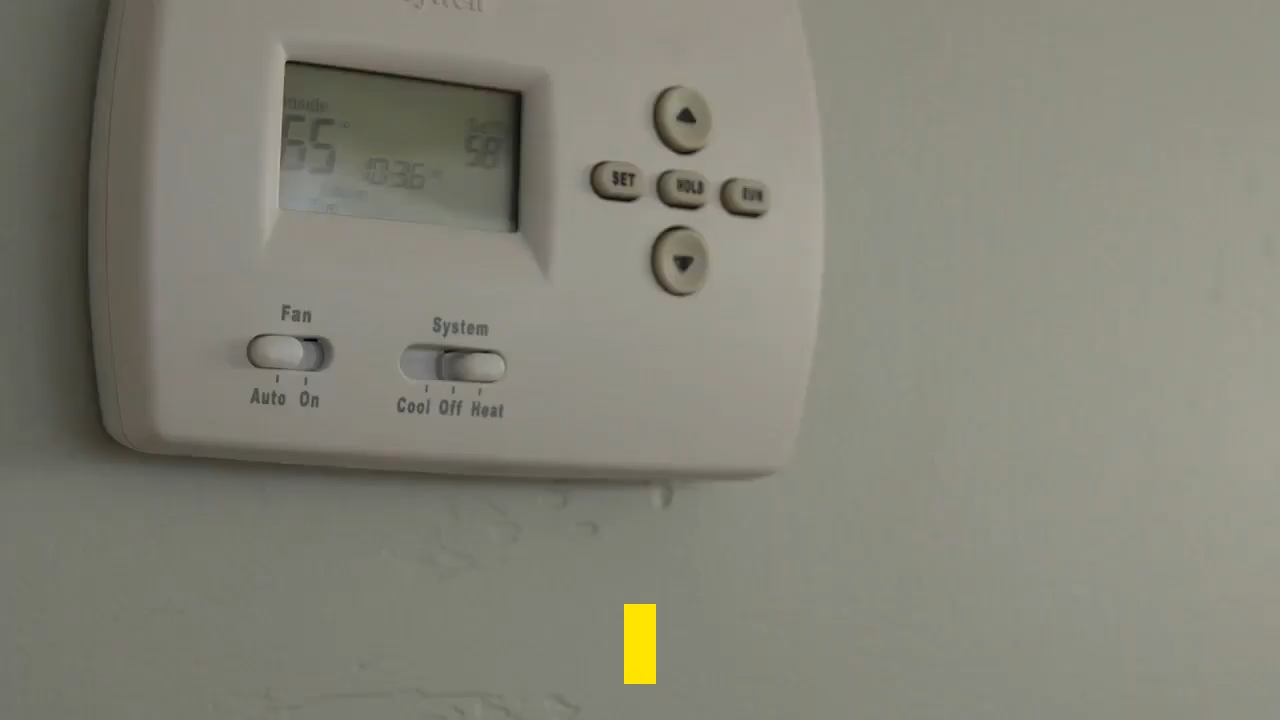 65°
58°
10:36
SET
HOLD
RUN
Fan
System
Auto On
Cool Off Heat